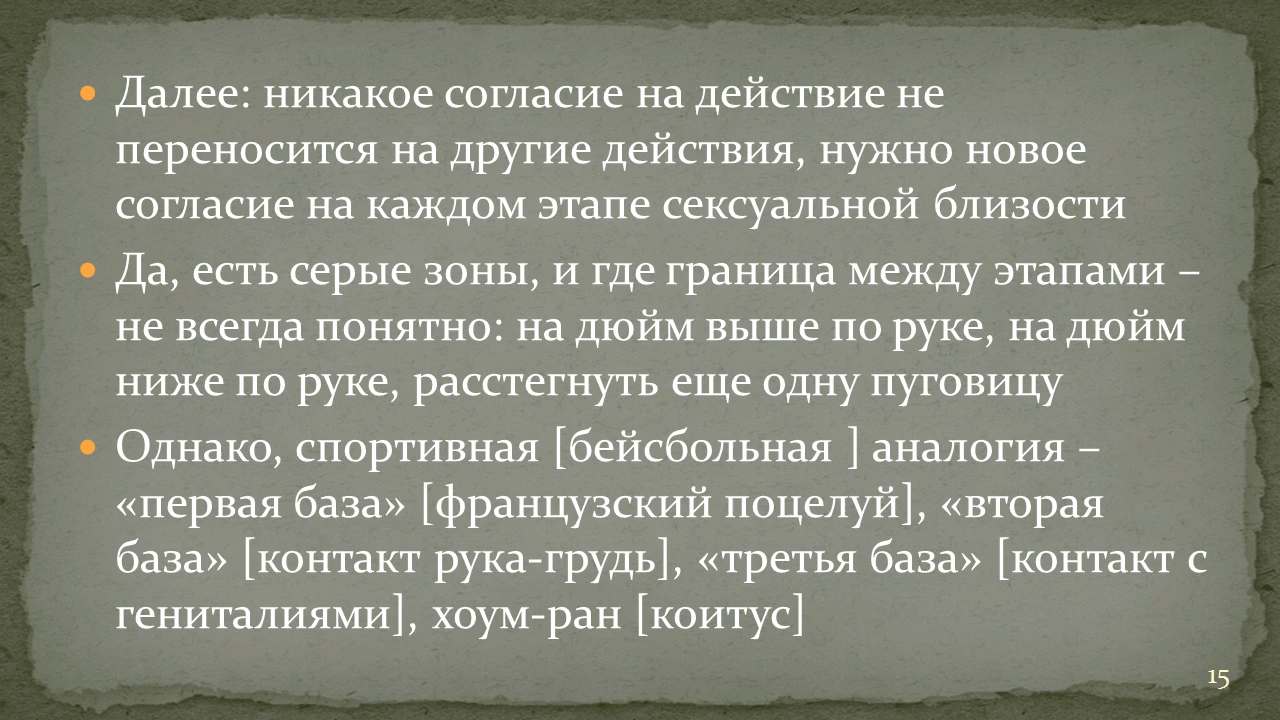 Далее: никакое согласие на действие не
переносится на другие действия, нужно новое
согласие на каждом этапе сексуальной близости
Да, есть серые зоны, и где граница между этапами –
не всегда понятно: на дюйм выше по руке, на дюйм
ниже по руке, расстегнуть еще одну пуговицу
Однако, спортивная [бейсбольная ] аналогия –
«первая база» [французский поцелуй], «вторая
база» [контакт рука-грудь], «третья база» [контакт с
гениталиями], хоум-ран [коитус]
15